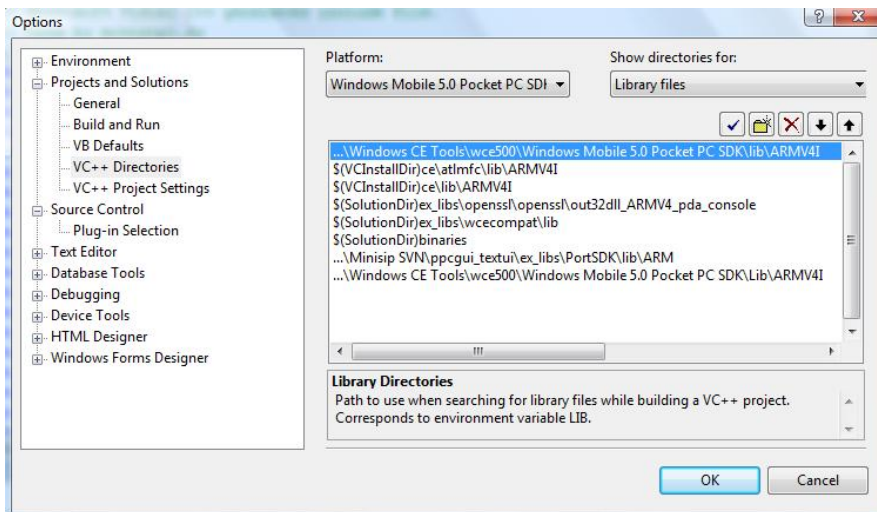 Options
Environment
Projects and Solutions
General
Build and Run
VB Defaults
VC++ Directories
VC++ Project Settings
Source Control
Plug-in Selection
Text Editor
Database Tools
Debugging
Device Tools
HTML Designer
Windows Forms Designer
Platform:
Windows Mobile 5.0 Pocket PC SDK
Show directories for:
Library files
...\Windows CE Tools\wce500\Windows Mobile 5.0 Pocket PC SDK\lib\ARMV4I
$(VCInstallDir)ce\atlmfc\lib\ARMV4I
$(VCInstallDir)ce\lib\ARMV4I
$(SolutionDir)ex_libs\openssl\openssl\out32dll_ARMV4_pda_console
$(SolutionDir)ex_libs\wcecompat\lib
$(SolutionDir)binaries
...\Minisip SVN\ppcgui_textui\ex_libs\PortSDK\lib\ARM
...\Windows CE Tools\wce500\Windows Mobile 5.0 Pocket PC SDK\Lib\ARMV4I
Library Directories
Path to use when searching for library files while building a VC++ project.
Corresponds to environment variable LIB.
OK
Cancel